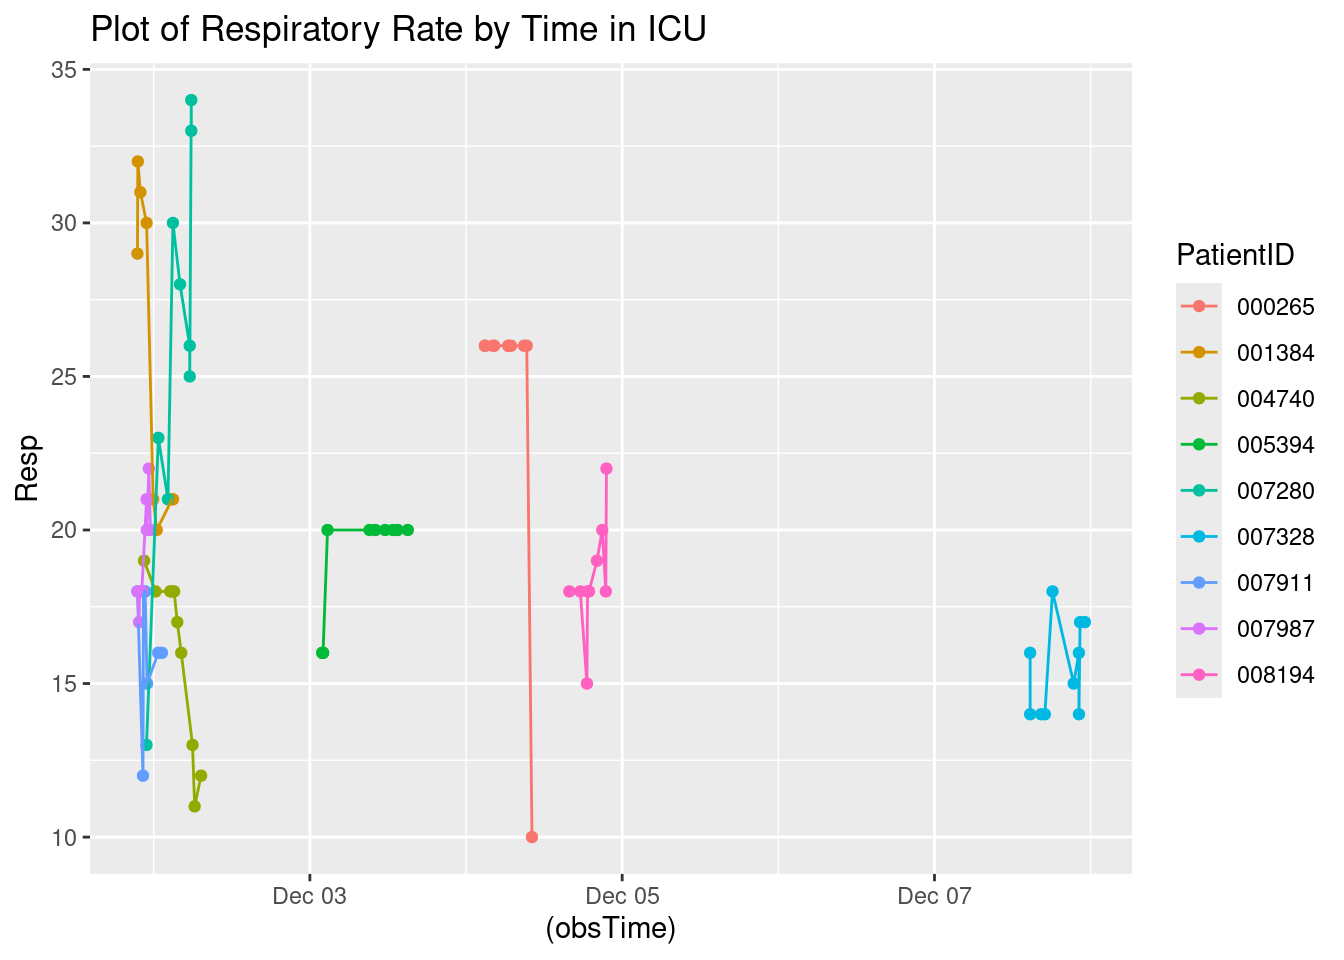 Plot of Respiratory Rate by Time in ICU
35
30
25
20
15
10
Resp
Dec 03
Dec 05
Dec 07
(obsTime)
PatientID
000265
001384
004740
005394
007280
007328
007911
007987
008194